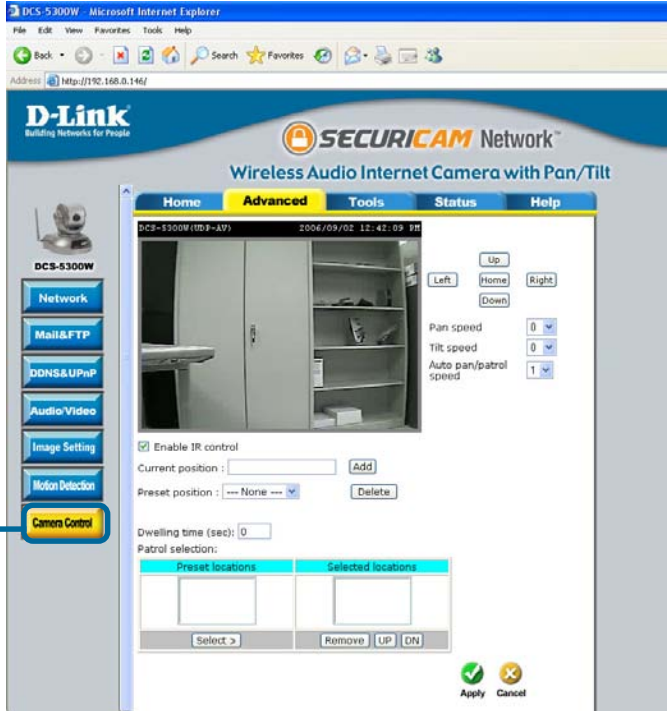 DCS-5300W - Microsoft Internet Explorer
File Edit View Favorites Tools Help
Back Search Favorites
Address http://192.168.0.146/
D-Link
Building Networks for People
SECURICAM Network™
Wireless Audio Internet Camera with Pan/Tilt
Home Advanced Tools Status Help
DCS-5300W
Network
Mail&FTP
DDNS&UPnP
Audio/Video
Image Setting
Motion Detection
Camera Control
DCS-5300W(UDP-AV) 2006/09/02 12:42:09 PM
Up
Left Home Right
Down
Pan speed 0
Tilt speed 0
Auto pan/patrol speed 1
Enable IR control
Current position : Add
Preset position : --- None --- Delete
Dwelling time (sec): 0
Patrol selection:
Preset locations Selected locations
Select > Remove UP DN
Apply Cancel